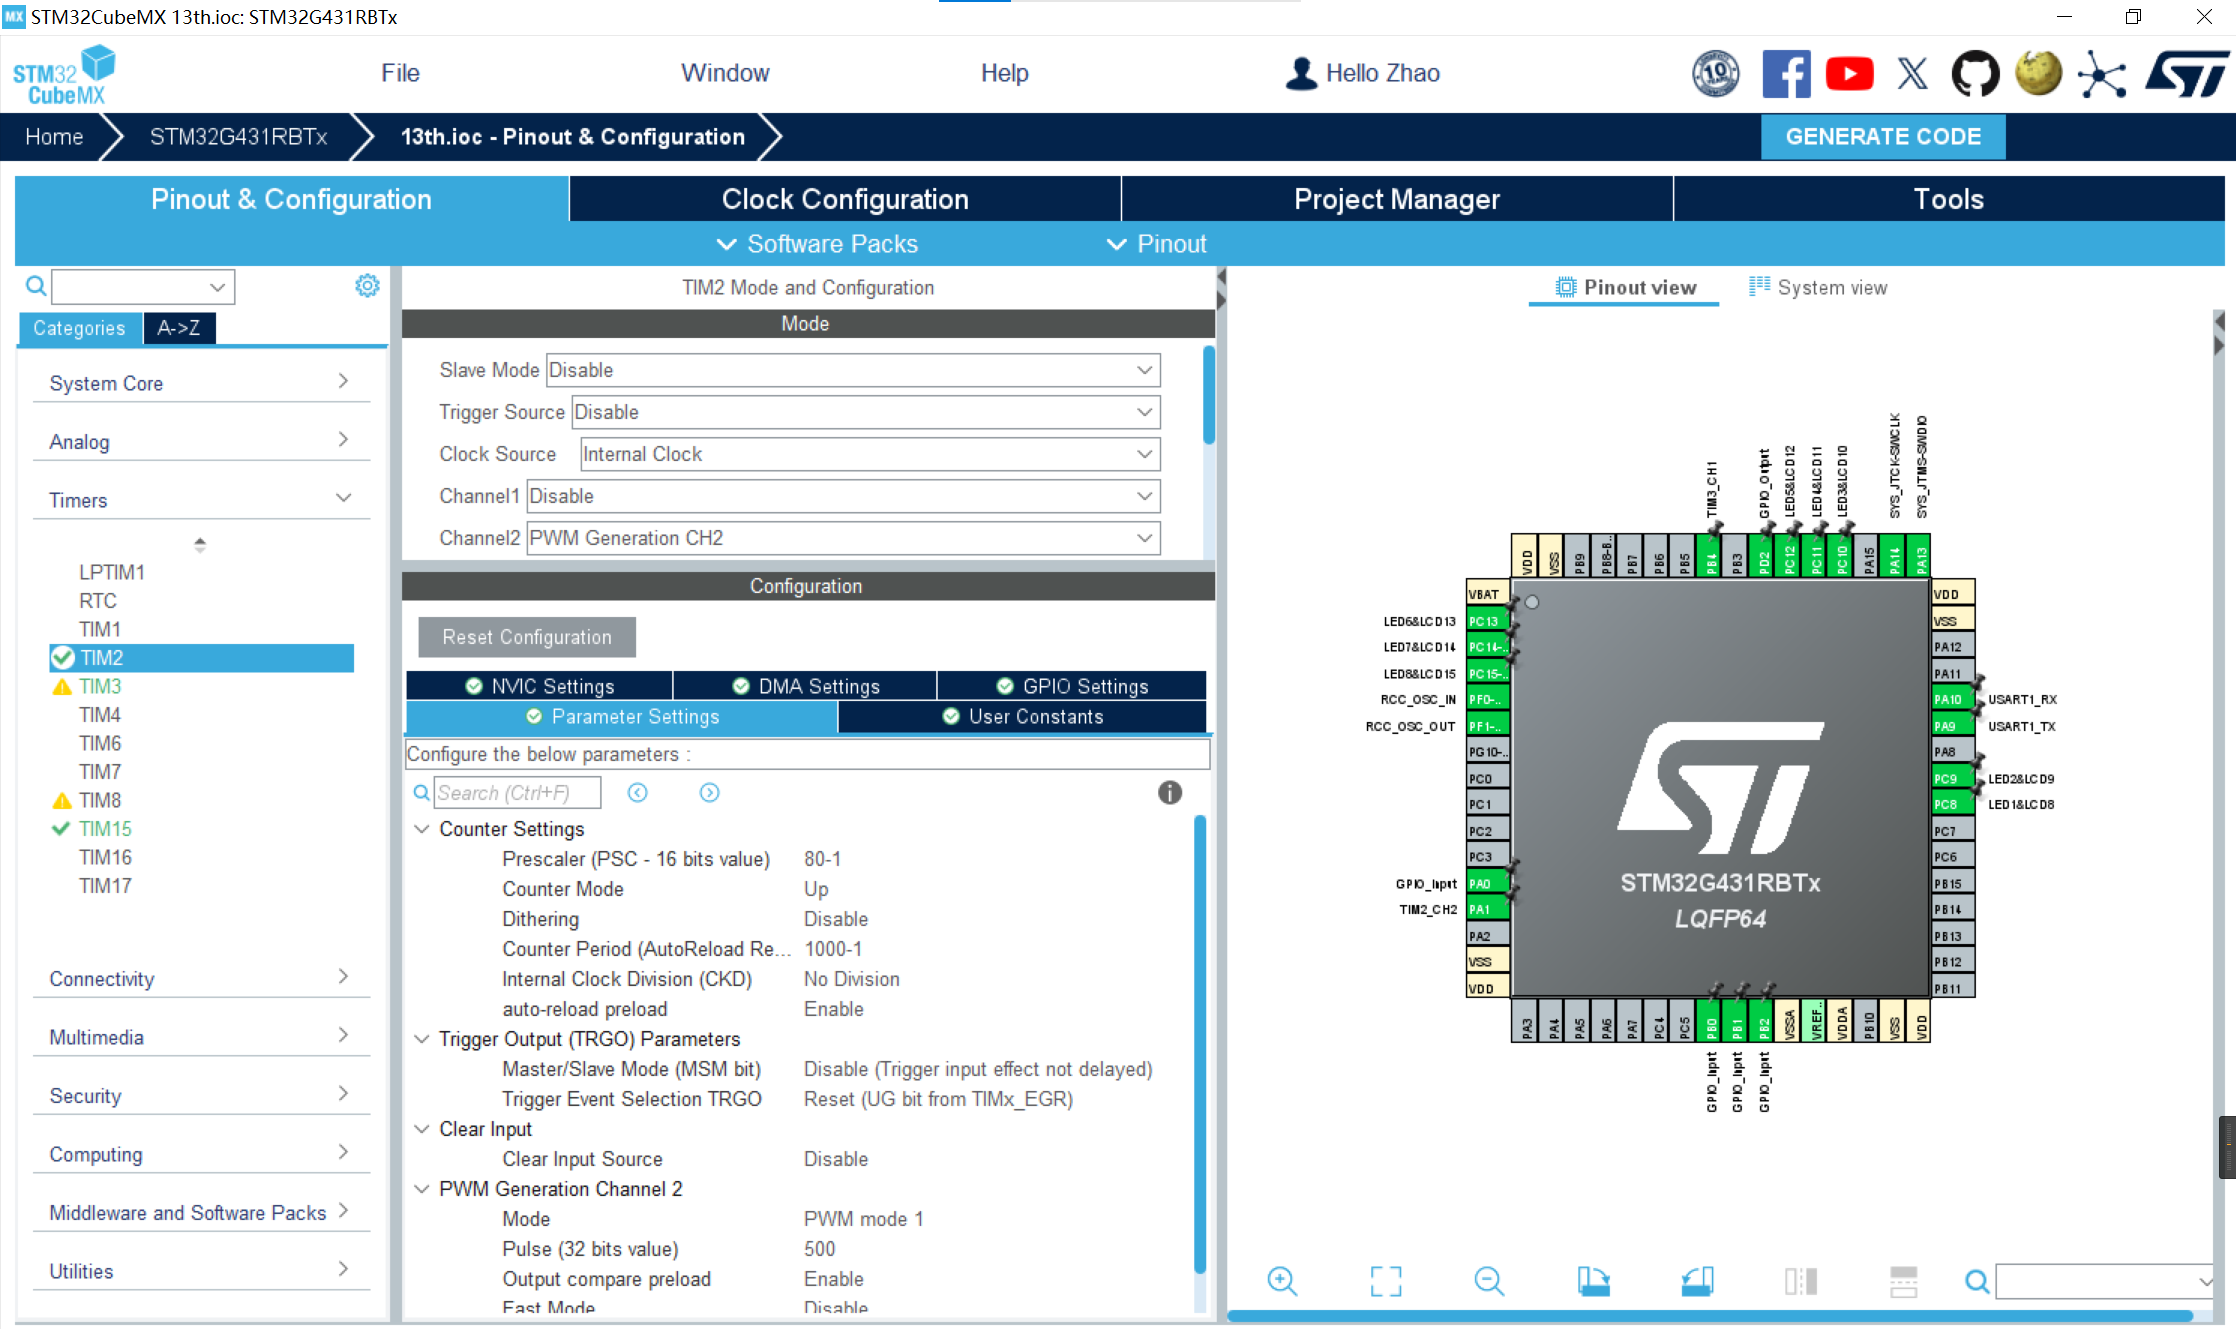 MX STM32CubeMX 13th.ioc: STM32G431RBTx
STM32 CubeMX
File
Window
Help
Hello Zhao
10
Home
STM32G431RBTx
13th.ioc - Pinout & Configuration
GENERATE CODE
Pinout & Configuration
Clock Configuration
Project Manager
Tools
Software Packs
Pinout
Categories
A->Z
System Core
Analog
Timers
LPTIM1
RTC
TIM1
TIM2
TIM3
TIM4
TIM6
TIM7
TIM8
TIM15
TIM16
TIM17
Connectivity
Multimedia
Security
Computing
Middleware and Software Packs
Utilities
TIM2 Mode and Configuration
Mode
Slave Mode Disable
Trigger Source Disable
Clock Source Internal Clock
Channel1 Disable
Channel2 PWM Generation CH2
Configuration
Reset Configuration
NVIC Settings
DMA Settings
GPIO Settings
Parameter Settings
User Constants
Configure the below parameters :
Search (Ctrl+F)
Counter Settings
Prescaler (PSC - 16 bits value) 80-1
Counter Mode Up
Dithering Disable
Counter Period (AutoReload Re... 1000-1
Internal Clock Division (CKD) No Division
auto-reload preload Enable
Trigger Output (TRGO) Parameters
Master/Slave Mode (MSM bit) Disable (Trigger input effect not delayed)
Trigger Event Selection TRGO Reset (UG bit from TIMx_EGR)
Clear Input
Clear Input Source Disable
PWM Generation Channel 2
Mode PWM mode 1
Pulse (32 bits value) 500
Output compare preload Enable
Fast Mode Disable
Pinout view
System view
TIM3_CH1
GPIO_Output
LED5&LCD12
LED4&LCD11
LED3&LCD10
SYS_JTCK-SWCLK
SYS_JTMS-SWDIO
VDD
VSS
PB9
PB8-B..
PB7
PB6
PB5
PB4
PB3
PD2
PC12
PC11
PC10
PA15
PA14
PA13
VBAT
LED6&LCD13 PC13
LED7&LCD14 PC14-..
LED8&LCD15 PC15-..
RCC_OSC_IN PF0-..
RCC_OSC_OUT PF1-..
PG10-..
PC0
PC1
PC2
PC3
GPIO_Input PA0
TIM2_CH2 PA1
PA2
VSS
VDD
STM32G431RBTx
LQFP64
VDD
VSS
PA12
PA11
PA10 USART1_RX
PA9 USART1_TX
PA8
PC9 LED2&LCD9
PC8 LED1&LCD8
PC7
PC6
PB15
PB14
PB13
PB12
PB11
PA3
PA4
PA5
PA6
PA7
PC4
PC5
PB0
PB1
PB2
VSSA
VREF..
VDDA
PB10
VSS
VDD
GPIO_Input
GPIO_Input
GPIO_Input